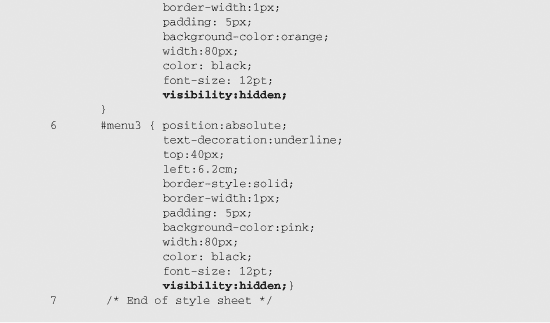 border-width:1px;
padding: 5px;
background-color:orange;
width:80px;
color: black;
font-size: 12pt;
visibility:hidden;
}
6 #menu3 { position:absolute;
text-decoration:underline;
top:40px;
left:6.2cm;
border-style:solid;
border-width:1px;
padding: 5px;
background-color:pink;
width:80px;
color: black;
font-size: 12pt;
visibility:hidden;}
7 /* End of style sheet */